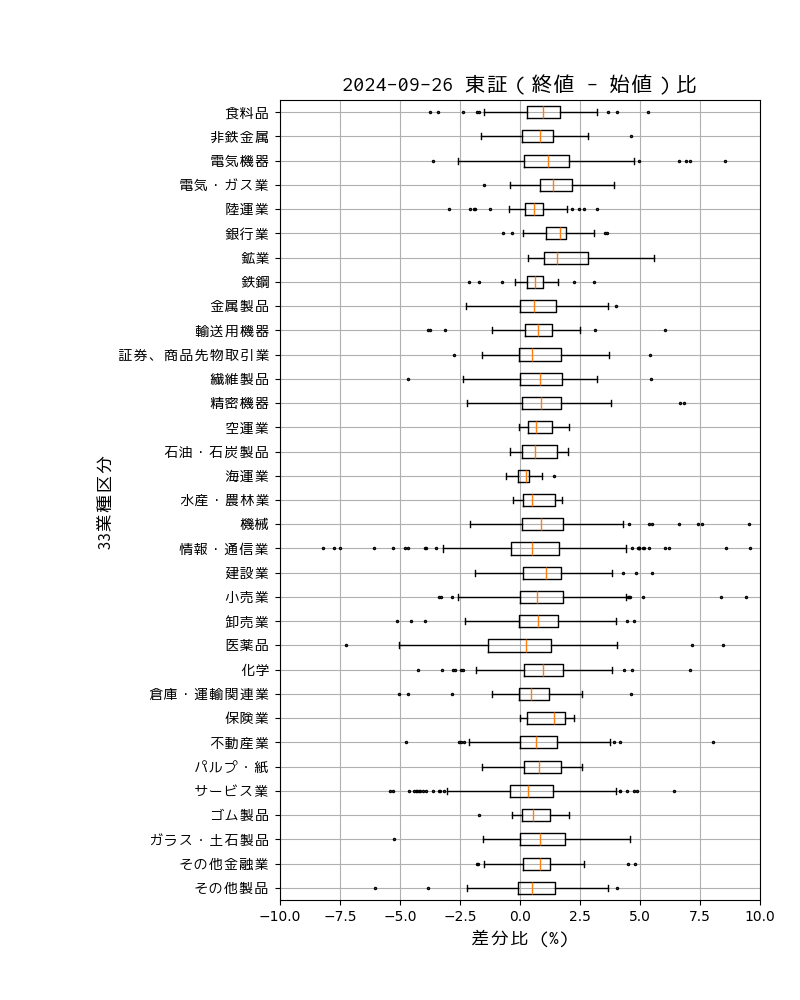 2024-09-26 東証(終値 - 始値)比
食料品
非鉄金属
電気機器
電気・ガス業
陸運業
銀行業
鉱業
鉄鋼
金属製品
輸送用機器
証券、商品先物取引業
繊維製品
精密機器
空運業
石油・石炭製品
海運業
水産・農林業
機械
情報・通信業
建設業
小売業
卸売業
医薬品
化学
倉庫・運輸関連業
保険業
不動産業
パルプ・紙
サービス業
ゴム製品
ガラス・土石製品
その他金融業
その他製品
33業種区分
−10.0 −7.5 −5.0 −2.5 0.0 2.5 5.0 7.5 10.0
差分比 (%)